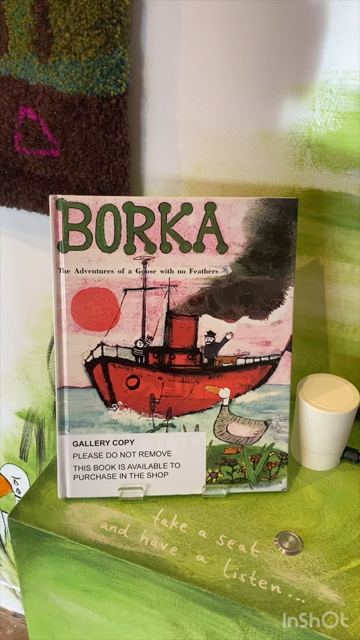 BORKA
The Adventures of a Goose with no Feathers
GALLERY COPY
PLEASE DO NOT REMOVE
THIS BOOK IS AVAILABLE TO
PURCHASE IN THE SHOP
take a seat
and have a listen...
InShOt